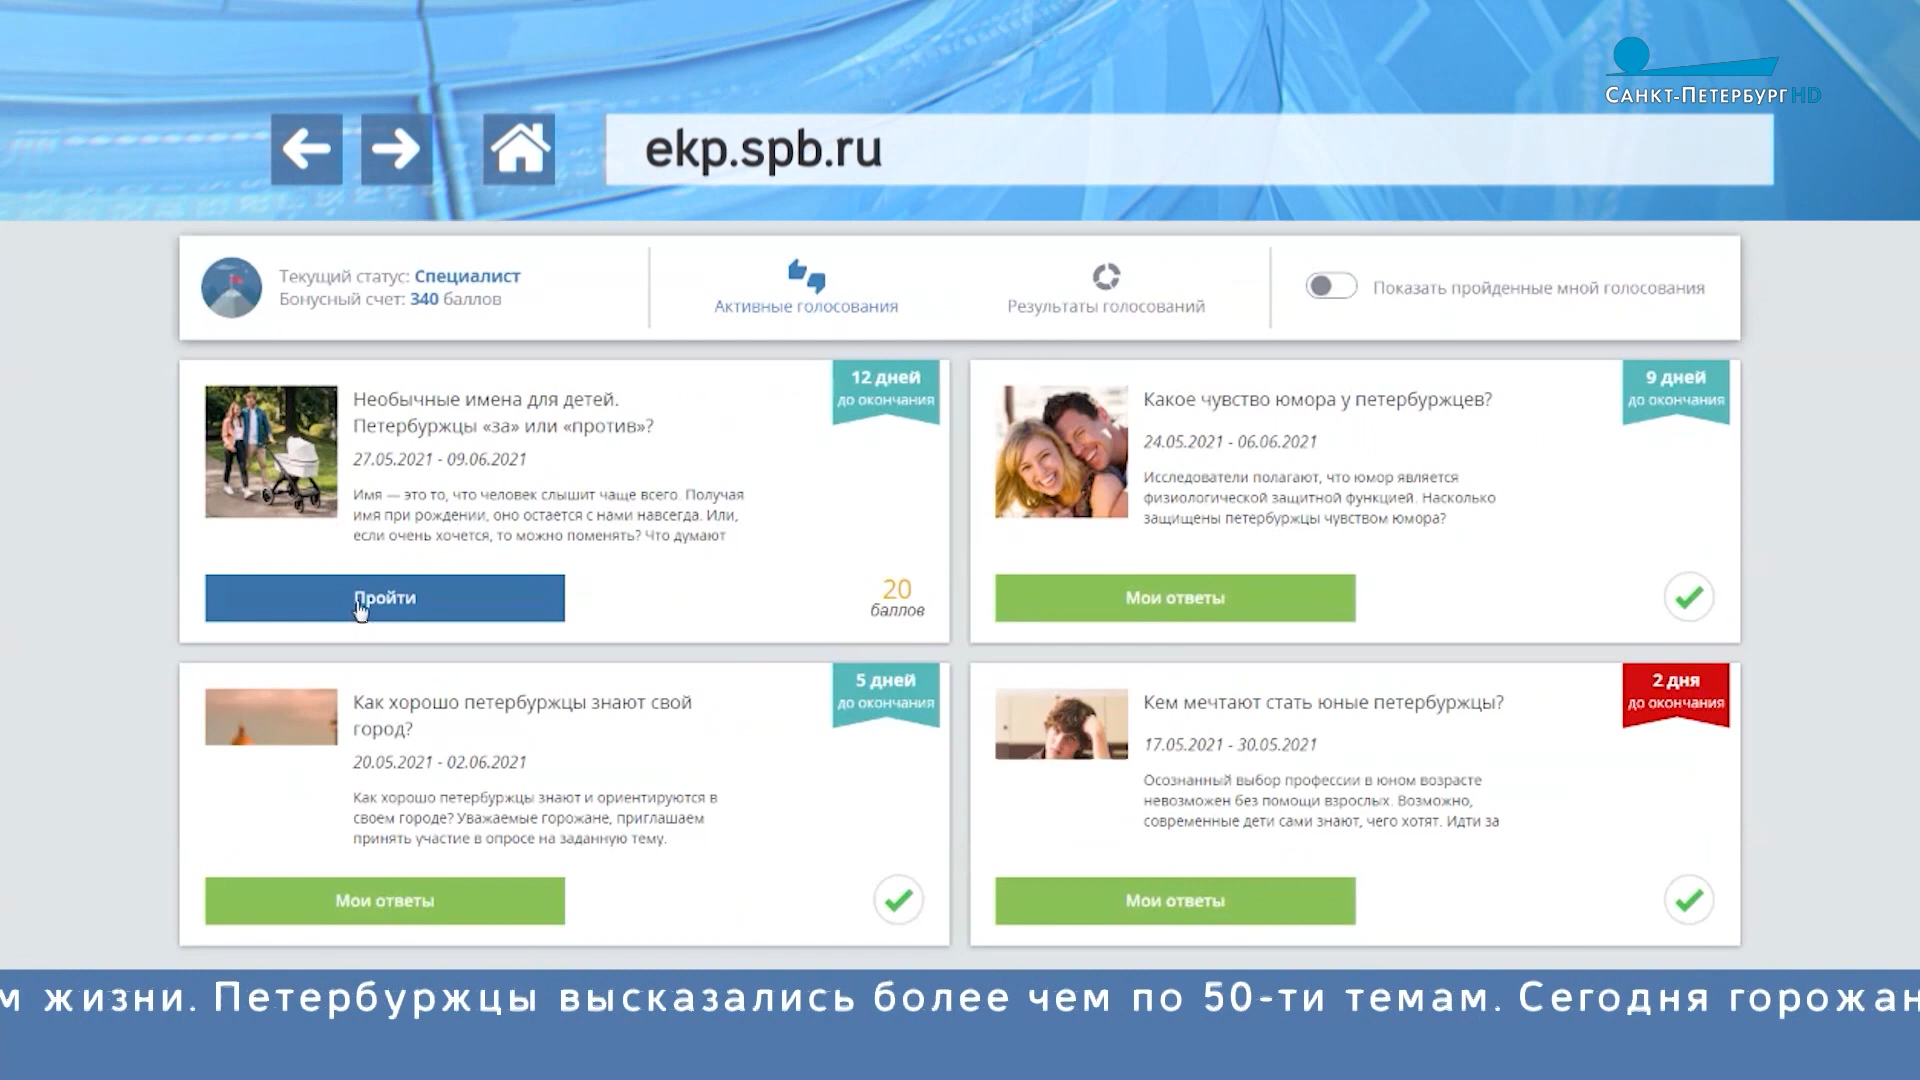 САНКТ-ПЕТЕРБУРГ HD
ekp.spb.ru
Текущий статус: Специалист
Бонусный счет: 340 баллов
Активные голосования
Результаты голосований
Показать пройденные мной голосования
Необычные имена для детей.
Петербуржцы «за» или «против»?
27.05.2021 - 09.06.2021
Имя — это то, что человек слышит чаще всего. Получая
имя при рождении, оно остается с нами навсегда. Или,
если очень хочется, то можно поменять? Что думают
12 дней
до окончания
Пройти
20
баллов
Какое чувство юмора у петербуржцев?
24.05.2021 - 06.06.2021
Исследователи полагают, что юмор является
физиологической защитной функцией. Насколько
защищены петербуржцы чувством юмора?
9 дней
до окончания
Мои ответы
Как хорошо петербуржцы знают свой
город?
20.05.2021 - 02.06.2021
Как хорошо петербуржцы знают и ориентируются в
своем городе? Уважаемые горожане, приглашаем
принять участие в опросе на заданную тему.
5 дней
до окончания
Мои ответы
Кем мечтают стать юные петербуржцы?
17.05.2021 - 30.05.2021
Осознанный выбор профессии в юном возрасте
невозможен без помощи взрослых. Возможно,
современные дети сами знают, чего хотят. Идти за
2 дня
до окончания
Мои ответы
м жизни. Петербуржцы высказались более чем по 50-ти темам. Сегодня горожан